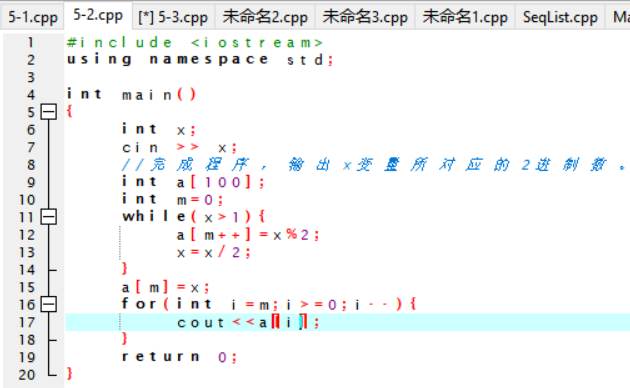 5-1.cpp 5-2.cpp [*] 5-3.cpp 未命名2.cpp 未命名3.cpp 未命名1.cpp SeqList.cpp Ma
1 #include <iostream>
2 using namespace std;
3
4 int main()
5 {
6 int x;
7 cin >> x;
8 //完成程序，输出x变量所对应的2进制数。
9 int a[100];
10 int m=0;
11 while(x>1){
12 a[m++]=x%2;
13 x=x/2;
14 }
15 a[m]=x;
16 for(int i=m;i>=0;i--){
17 cout<<a[i];
18 }
19 return 0;
20 }